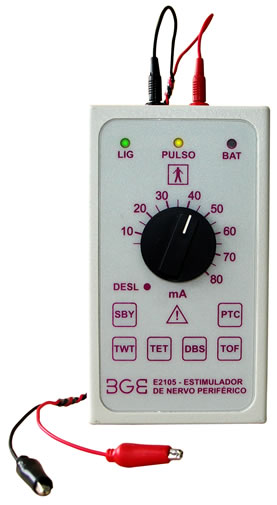 LIG PULSO BAT
10 20 30 40 50 60 70 80
DESL
mA
SBY PTC
TWT TET DBS TOF
BGE E2105 - ESTIMULADOR
DE NERVO PERIFÉRICO